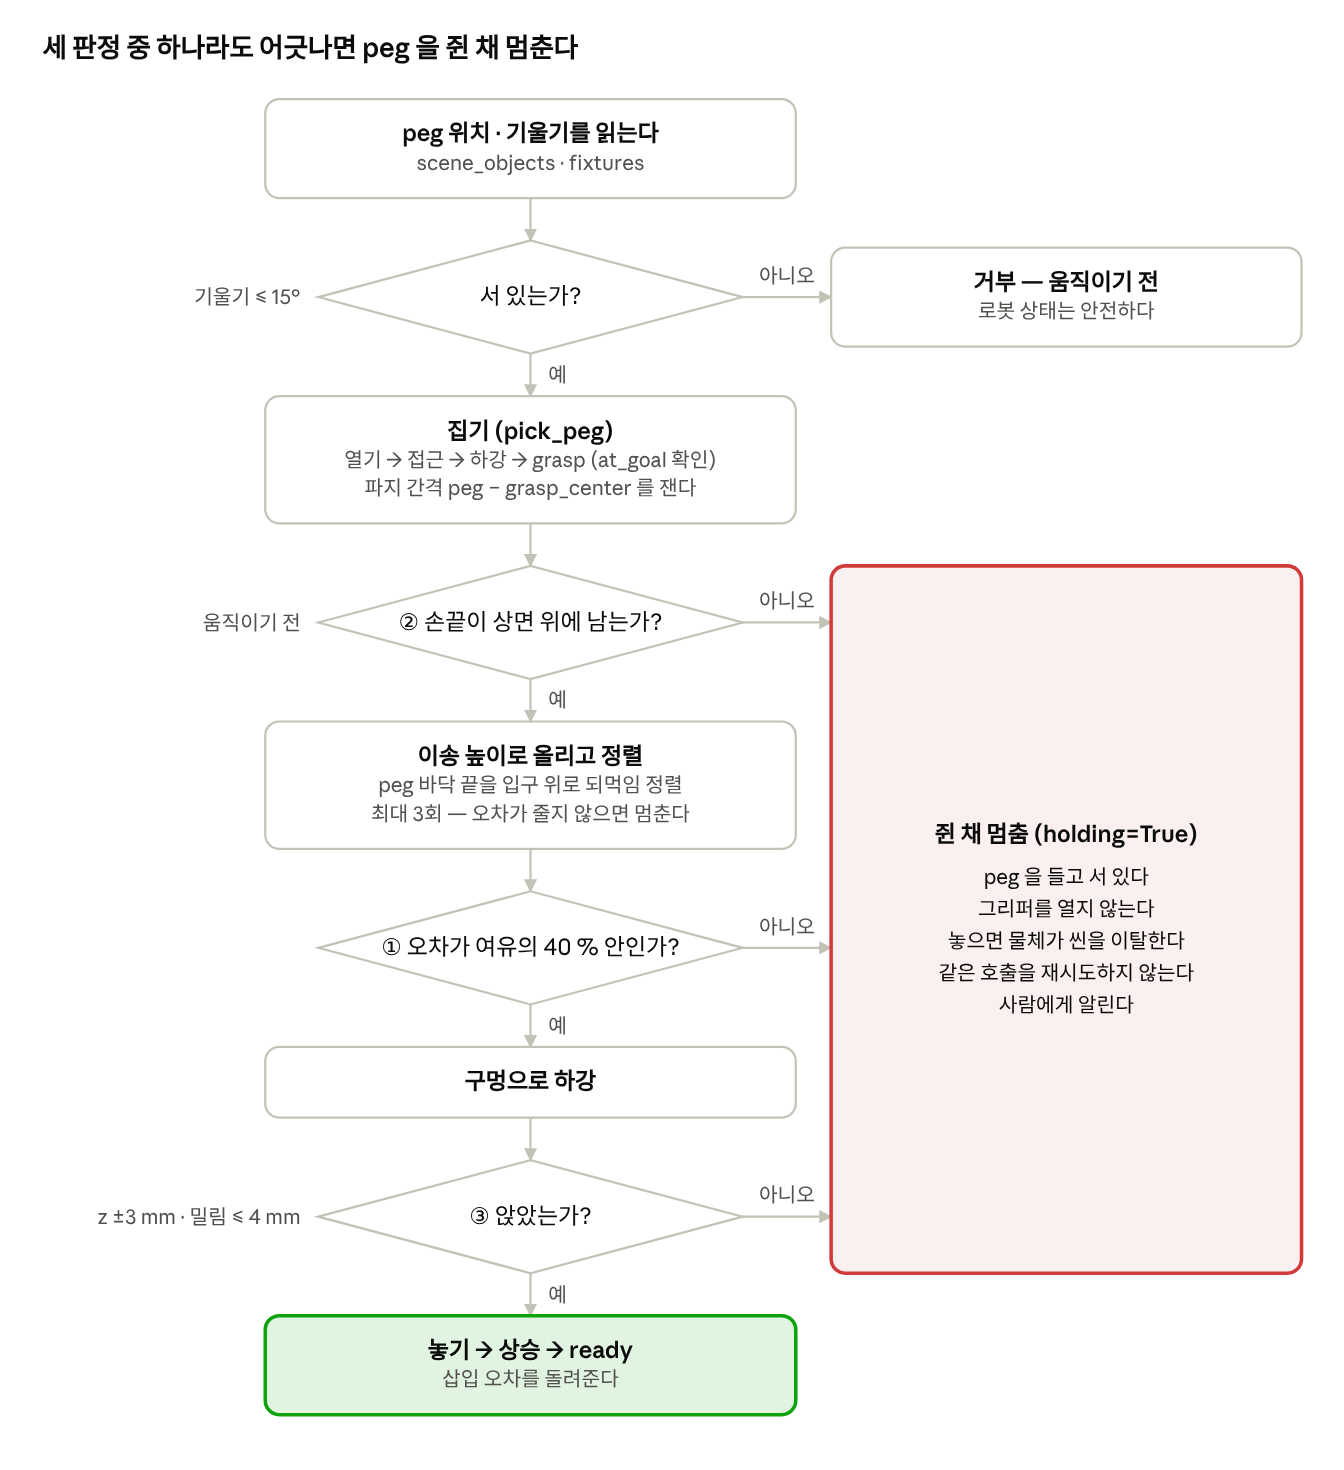 세 판정 중 하나라도 어긋나면 peg 을 쥔 채 멈춘다
peg 위치 · 기울기를 읽는다
scene_objects · fixtures
기울기 ≤ 15°
서 있는가?
아니오
거부 — 움직이기 전
로봇 상태는 안전하다
예
집기 (pick_peg)
열기 → 접근 → 하강 → grasp (at_goal 확인)
파지 간격 peg − grasp_center 를 잰다
움직이기 전
② 손끝이 상면 위에 남는가?
아니오
예
이송 높이로 올리고 정렬
peg 바닥 끝을 입구 위로 되먹임 정렬
최대 3회 — 오차가 줄지 않으면 멈춘다
쥔 채 멈춤 (holding=True)
peg 을 들고 서 있다
그리퍼를 열지 않는다
놓으면 물체가 씬을 이탈한다
같은 호출을 재시도하지 않는다
사람에게 알린다
① 오차가 여유의 40 % 안인가?
아니오
예
구멍으로 하강
z ±3 mm · 밀림 ≤ 4 mm
③ 앉았는가?
아니오
예
놓기 → 상승 → ready
삽입 오차를 돌려준다